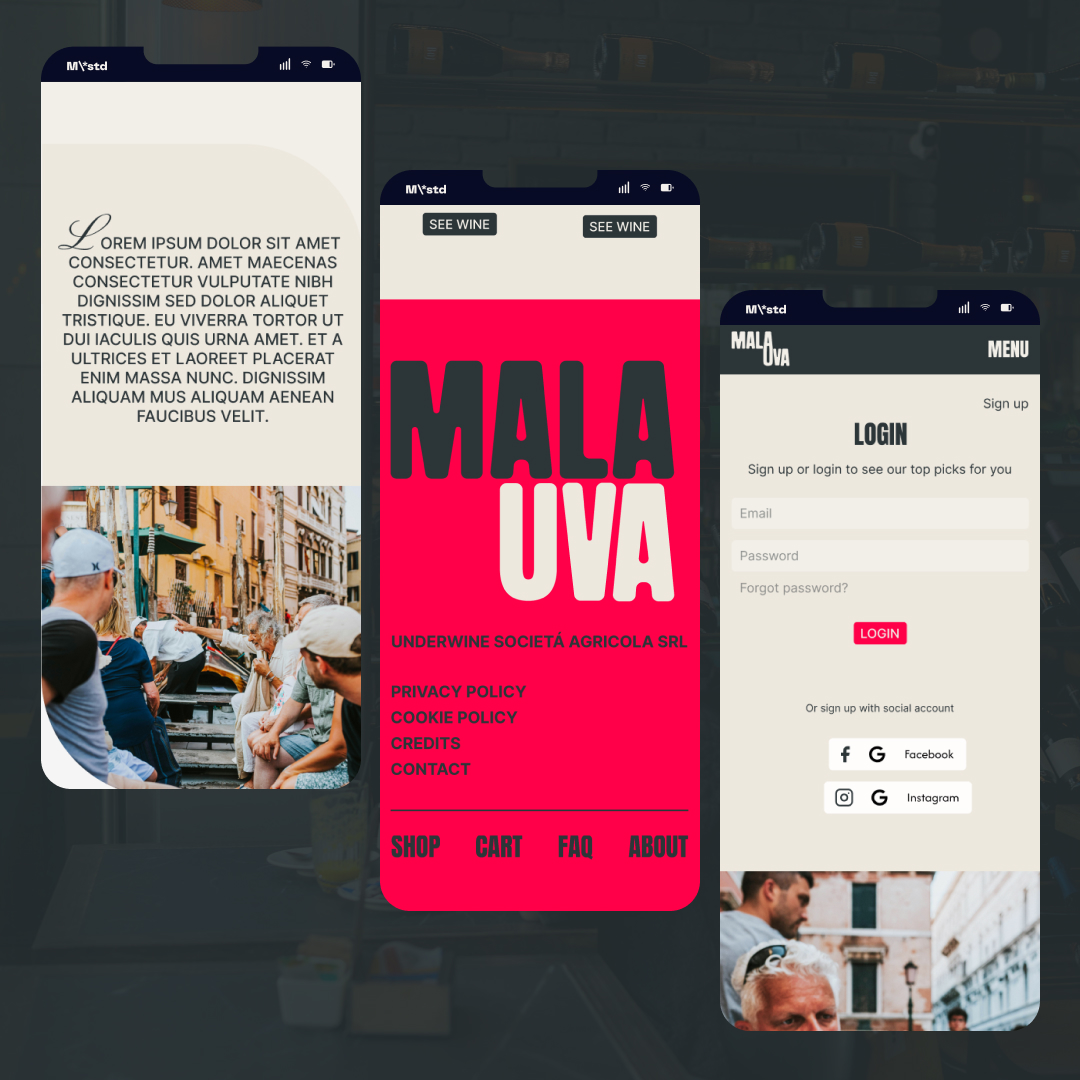 M\*std
LOREM IPSUM DOLOR SIT AMET
CONSECTETUR. AMET MAECENAS
CONSECTETUR VULPUTATE NIBH
DIGNISSIM SED DOLOR ALIQUET
TRISTIQUE. EU VIVERRA TORTOR UT
DUI IACULIS QUIS URNA AMET. ET A
ULTRICES ET LAOREET PLACERAT
ENIM MASSA NUNC. DIGNISSIM
ALIQUAM MUS ALIQUAM AENEAN
FAUCIBUS VELIT.
M\*std
SEE WINE
SEE WINE
MALA
UVA
UNDERWINE SOCIETÁ AGRICOLA SRL
PRIVACY POLICY
COOKIE POLICY
CREDITS
CONTACT
SHOP CART FAQ ABOUT
M\*std
MALA
UVA
MENU
Sign up
LOGIN
Sign up or login to see our top picks for you
Email
Password
Forgot password?
LOGIN
Or sign up with social account
Facebook
Instagram